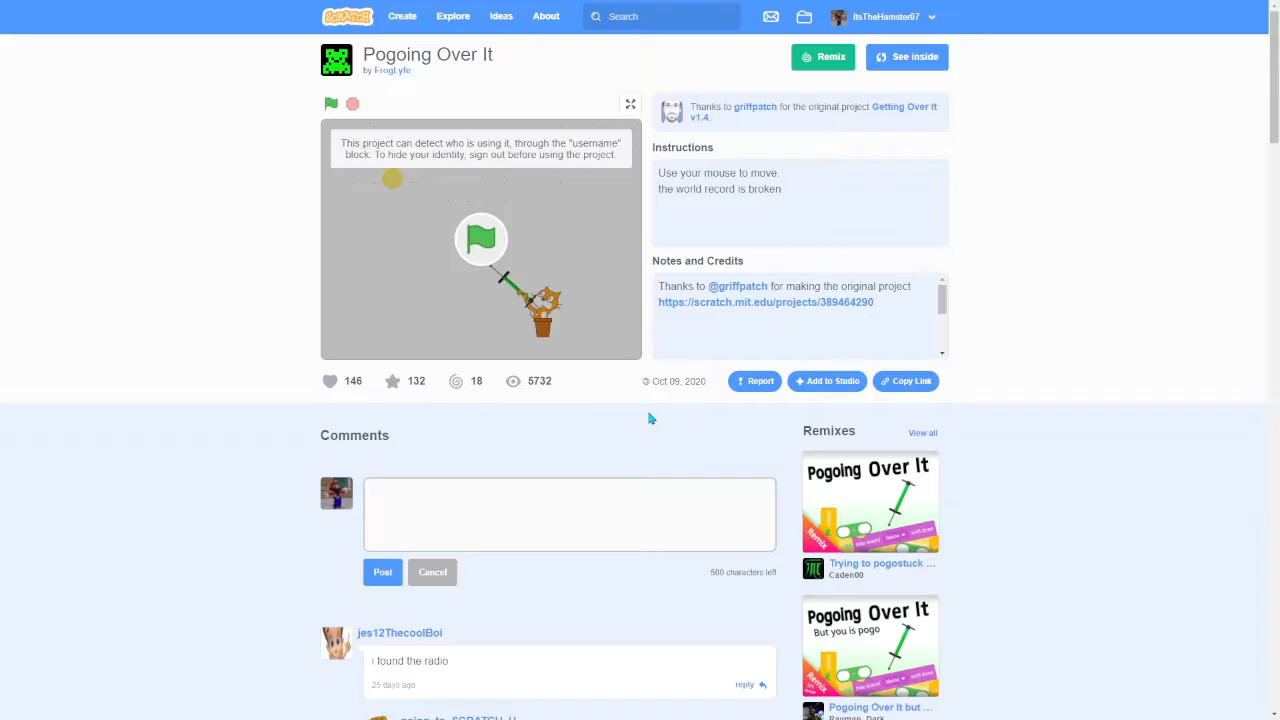 SCRATCH
Create
Explore
Ideas
About
Search
ItsTheHamster07
Pogoing Over It
by FrogLyfe
Remix
See inside
This project can detect who is using it, through the "username"
block. To hide your identity, sign out before using the project.
Thanks to griffpatch for the original project Getting Over It
v1.4.
Instructions
Use your mouse to move.
the world record is broken
Notes and Credits
Thanks to @griffpatch for making the original project
https://scratch.mit.edu/projects/389464290
146
132
18
5732
© Oct 09, 2020
Report
Add to Studio
Copy Link
Comments
Post
Cancel
500 characters left
jes12ThecoolBoi
i found the radio
25 days ago
reply
Remixes
View all
Pogoing Over It
Remix
Trying to pogostuck ...
Caden00
Pogoing Over It
But you is pogo
Remix
Pogoing Over It but ...